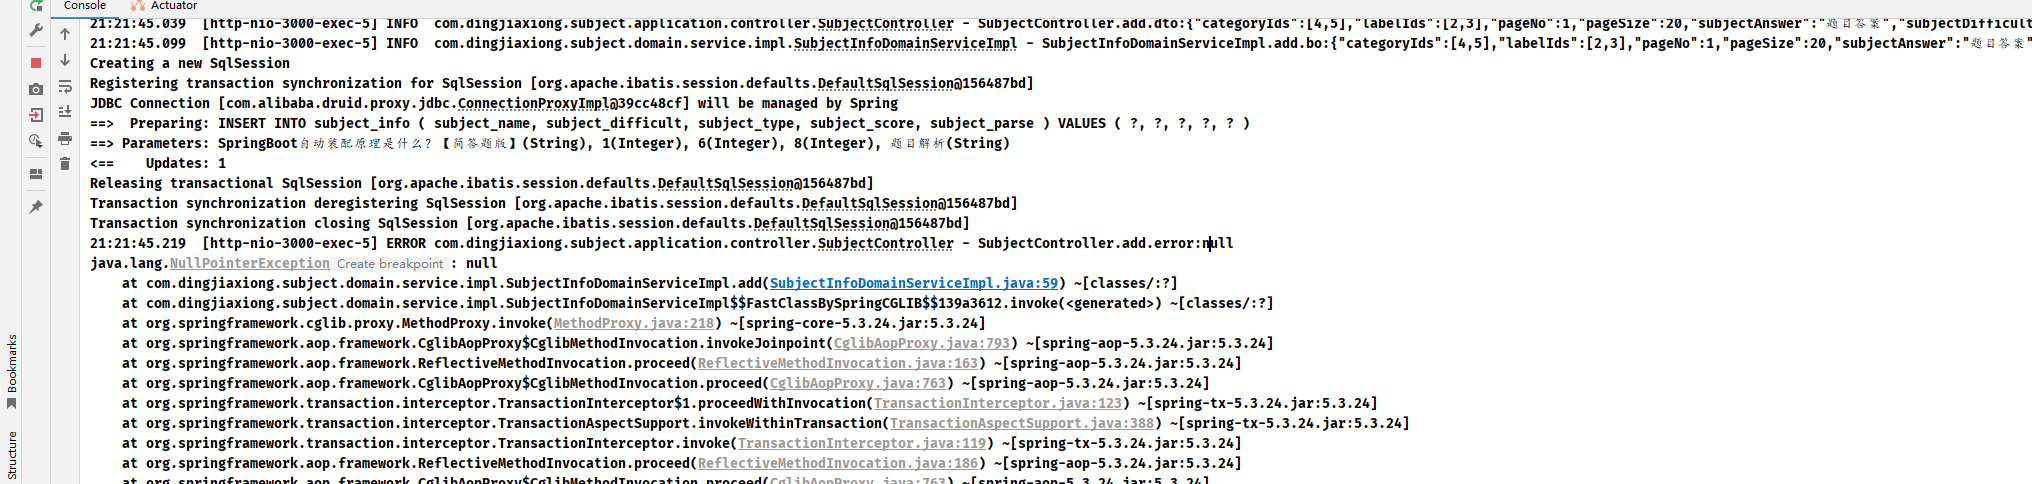 Console Actuator
21:21:45.039 [http-nio-3000-exec-5] INFO com.dingjiaxiong.subject.application.controller.SubjectController - SubjectController.add.dto:{"categoryIds":[4,5],"labelIds":[2,3],"pageNo":1,"pageSize":20,"subjectAnswer":"题目答案","subjectDifficult
21:21:45.099 [http-nio-3000-exec-5] INFO com.dingjiaxiong.subject.domain.service.impl.SubjectInfoDomainServiceImpl - SubjectInfoDomainServiceImpl.add.bo:{"categoryIds":[4,5],"labelIds":[2,3],"pageNo":1,"pageSize":20,"subjectAnswer":"题目答案"
Creating a new SqlSession
Registering transaction synchronization for SqlSession [org.apache.ibatis.session.defaults.DefaultSqlSession@156487bd]
JDBC Connection [com.alibaba.druid.proxy.jdbc.ConnectionProxyImpl@39cc48cf] will be managed by Spring
==> Preparing: INSERT INTO subject_info ( subject_name, subject_difficult, subject_type, subject_score, subject_parse ) VALUES ( ?, ?, ?, ?, ? )
==> Parameters: SpringBoot自动装配原理是什么？【简答题版】(String), 1(Integer), 6(Integer), 8(Integer), 题目解析(String)
<== Updates: 1
Releasing transactional SqlSession [org.apache.ibatis.session.defaults.DefaultSqlSession@156487bd]
Transaction synchronization deregistering SqlSession [org.apache.ibatis.session.defaults.DefaultSqlSession@156487bd]
Transaction synchronization closing SqlSession [org.apache.ibatis.session.defaults.DefaultSqlSession@156487bd]
21:21:45.219 [http-nio-3000-exec-5] ERROR com.dingjiaxiong.subject.application.controller.SubjectController - SubjectController.add.error:null
java.lang.NullPointerException Create breakpoint : null
at com.dingjiaxiong.subject.domain.service.impl.SubjectInfoDomainServiceImpl.add(SubjectInfoDomainServiceImpl.java:59) ~[classes/:?]
at com.dingjiaxiong.subject.domain.service.impl.SubjectInfoDomainServiceImpl$$FastClassBySpringCGLIB$$139a3612.invoke(<generated>) ~[classes/:?]
at org.springframework.cglib.proxy.MethodProxy.invoke(MethodProxy.java:218) ~[spring-core-5.3.24.jar:5.3.24]
at org.springframework.aop.framework.CglibAopProxy$CglibMethodInvocation.invokeJoinpoint(CglibAopProxy.java:793) ~[spring-aop-5.3.24.jar:5.3.24]
at org.springframework.aop.framework.ReflectiveMethodInvocation.proceed(ReflectiveMethodInvocation.java:163) ~[spring-aop-5.3.24.jar:5.3.24]
at org.springframework.aop.framework.CglibAopProxy$CglibMethodInvocation.proceed(CglibAopProxy.java:763) ~[spring-aop-5.3.24.jar:5.3.24]
at org.springframework.transaction.interceptor.TransactionInterceptor$1.proceedWithInvocation(TransactionInterceptor.java:123) ~[spring-tx-5.3.24.jar:5.3.24]
at org.springframework.transaction.interceptor.TransactionAspectSupport.invokeWithinTransaction(TransactionAspectSupport.java:388) ~[spring-tx-5.3.24.jar:5.3.24]
at org.springframework.transaction.interceptor.TransactionInterceptor.invoke(TransactionInterceptor.java:119) ~[spring-tx-5.3.24.jar:5.3.24]
at org.springframework.aop.framework.ReflectiveMethodInvocation.proceed(ReflectiveMethodInvocation.java:186) ~[spring-aop-5.3.24.jar:5.3.24]
at org.springframework.aop.framework.CglibAopProxy$CglibMethodInvocation.proceed(CglibAopProxy.java:763) ~[spring-aop-5.3.24.jar:5.3.24]
Bookmarks
Structure